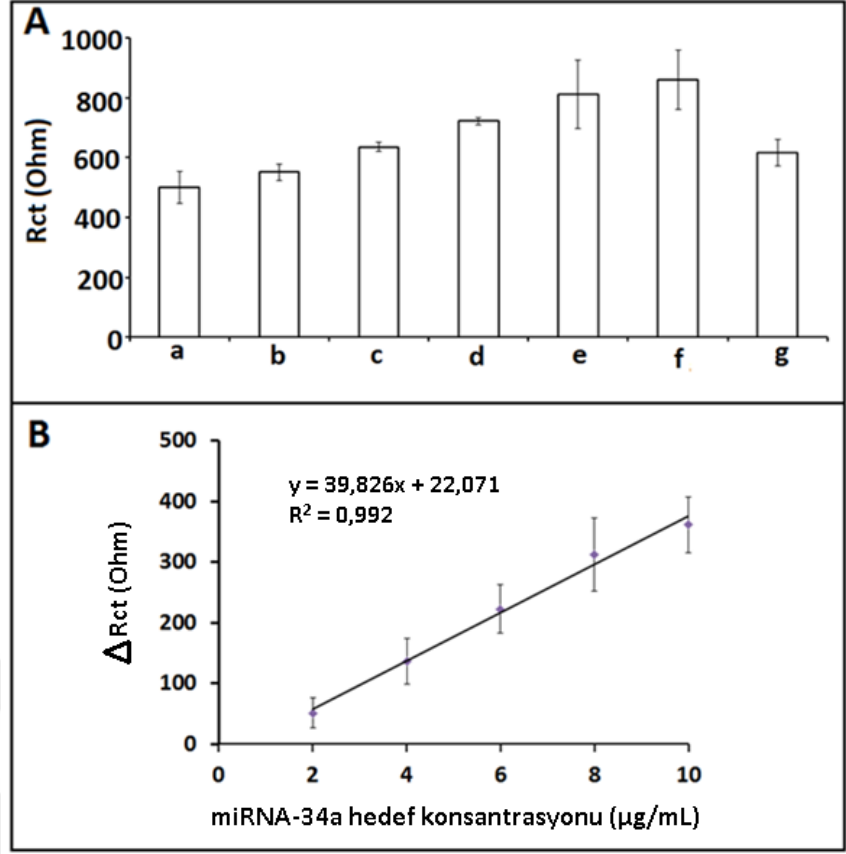 A
1000
800
600
400
200
0
Rct (Ohm)
a b c d e f g
B
500
400
300
200
100
0
ΔRct (Ohm)
y = 39,826x + 22,071
R² = 0,992
0 2 4 6 8 10
miRNA-34a hedef konsantrasyonu (µg/mL)